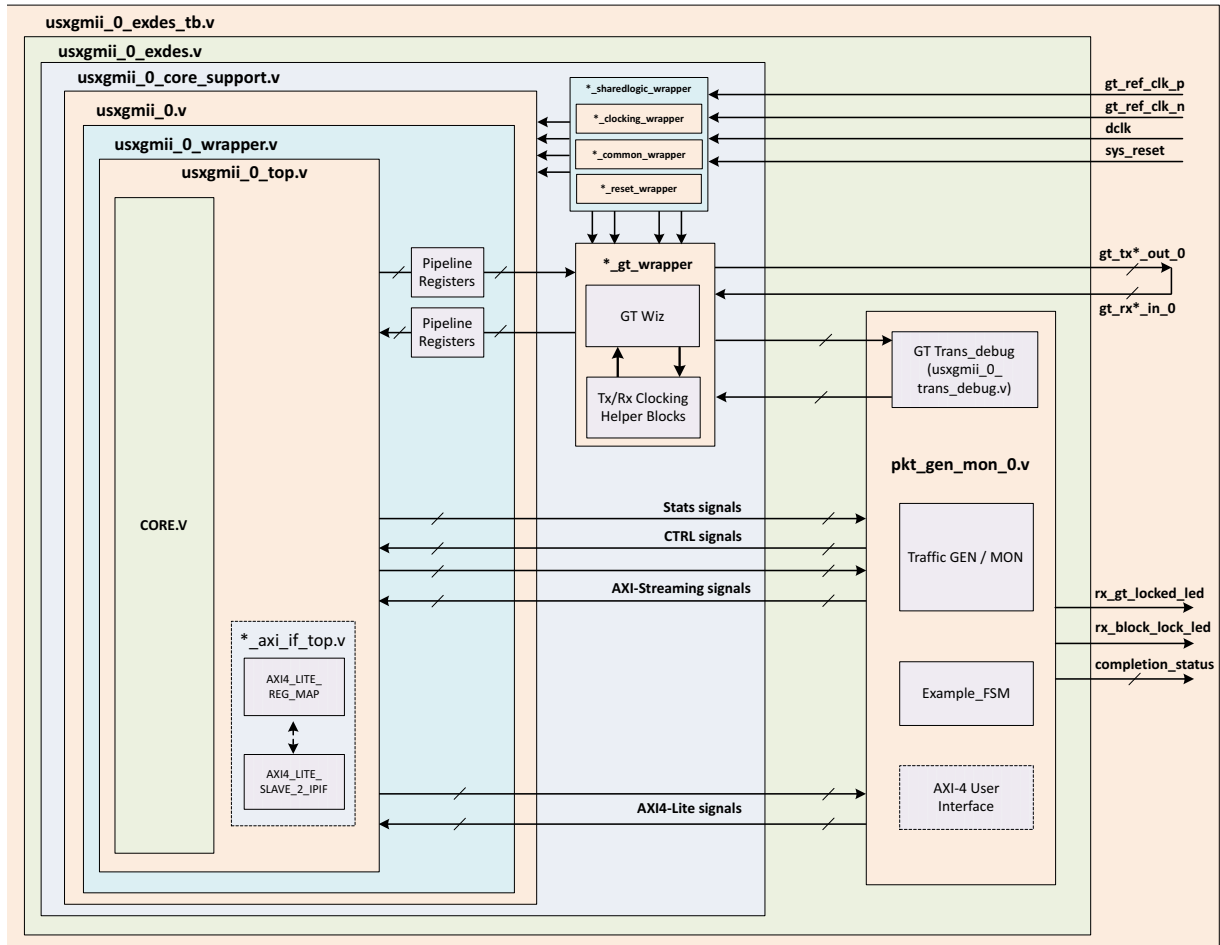 usxgmii_0_exdes_tb.v
usxgmii_0_exdes.v
usxgmii_0_core_support.v
usxgmii_0.v
usxgmii_0_wrapper.v
usxgmii_0_top.v
CORE.V
*_axi_if_top.v
AXI4_LITE_
REG_MAP
AXI4_LITE_
SLAVE_2_IPIF
Pipeline
Registers
Pipeline
Registers
*_sharedlogic_wrapper
*_clocking_wrapper
*_common_wrapper
*_reset_wrapper
*_gt_wrapper
GT Wiz
Tx/Rx Clocking
Helper Blocks
Stats signals
CTRL signals
AXI-Streaming signals
AXI4-Lite signals
GT Trans_debug
(usxgmii_0_
trans_debug.v)
pkt_gen_mon_0.v
Traffic GEN / MON
Example_FSM
AXI-4 User
Interface
gt_ref_clk_p
gt_ref_clk_n
dclk
sys_reset
gt_tx*_out_0
gt_rx*_in_0
rx_gt_locked_led
rx_block_lock_led
completion_status